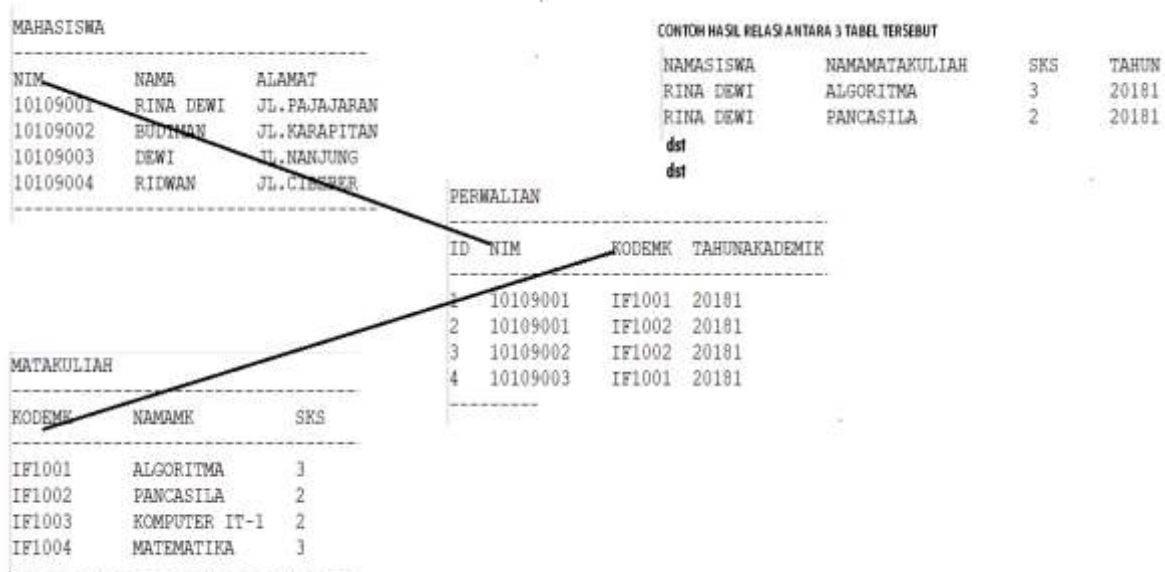 MAHASISWA
NIM NAMA ALAMAT
10109001 RINA DEWI JL.PAJAJARAN
10109002 BUDIMAN JL.KARAPITAN
10109003 DEWI JL.NANJUNG
10109004 RIDWAN JL.CIBEBER
CONTOH HASIL RELASI ANTARA 3 TABEL TERSEBUT
NAMASISWA NAMAMATAKULIAH SKS TAHUN
RINA DEWI ALGORITMA 3 20181
RINA DEWI PANCASILA 2 20181
dst
dst
PERWALIAN
ID NIM KODEMK TAHUNAKADEMIK
1 10109001 IF1001 20181
2 10109001 IF1002 20181
3 10109002 IF1002 20181
4 10109003 IF1001 20181
MATAKULIAH
KODEMK NAMAMK SKS
IF1001 ALGORITMA 3
IF1002 PANCASILA 2
IF1003 KOMPUTER IT-1 2
IF1004 MATEMATIKA 3